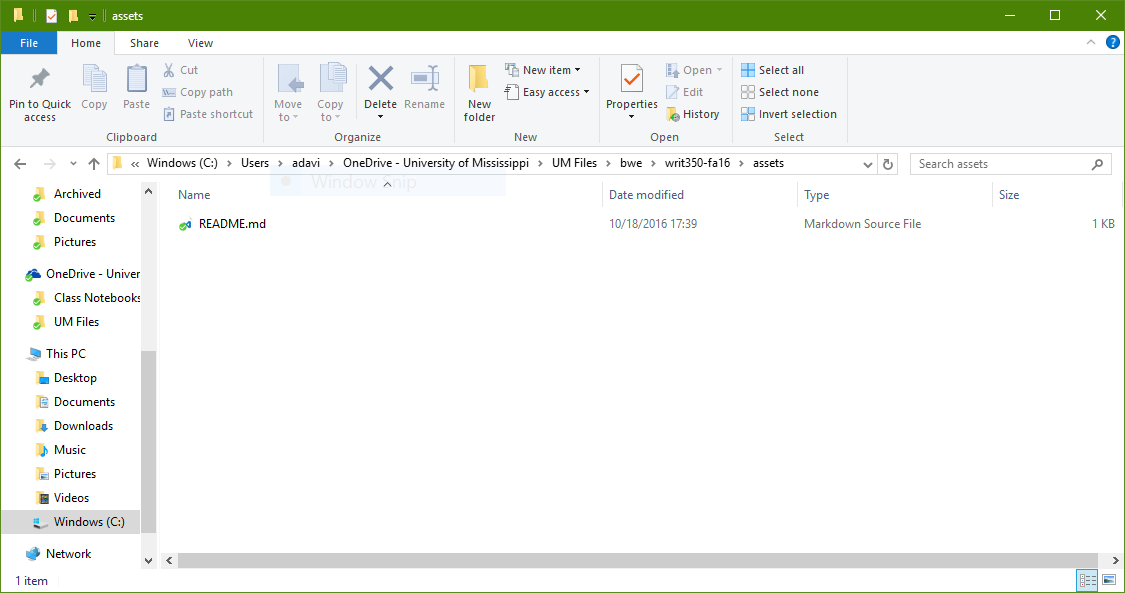 assets
File Home Share View
Pin to Quick access
Copy
Paste
Cut
Copy path
Paste shortcut
Clipboard
Move to
Copy to
Delete
Rename
Organize
New folder
New item
Easy access
New
Properties
Open
Edit
History
Open
Select all
Select none
Invert selection
Select
« Windows (C:) > Users > adavi > OneDrive - University of Mississippi > UM Files > bwe > writ350-fa16 > assets
Search assets
Window Snip
Archived
Documents
Pictures
OneDrive - Univer
Class Notebooks
UM Files
This PC
Desktop
Documents
Downloads
Music
Pictures
Videos
Windows (C:)
Network
Name Date modified Type Size
README.md 10/18/2016 17:39 Markdown Source File 1 KB
1 item